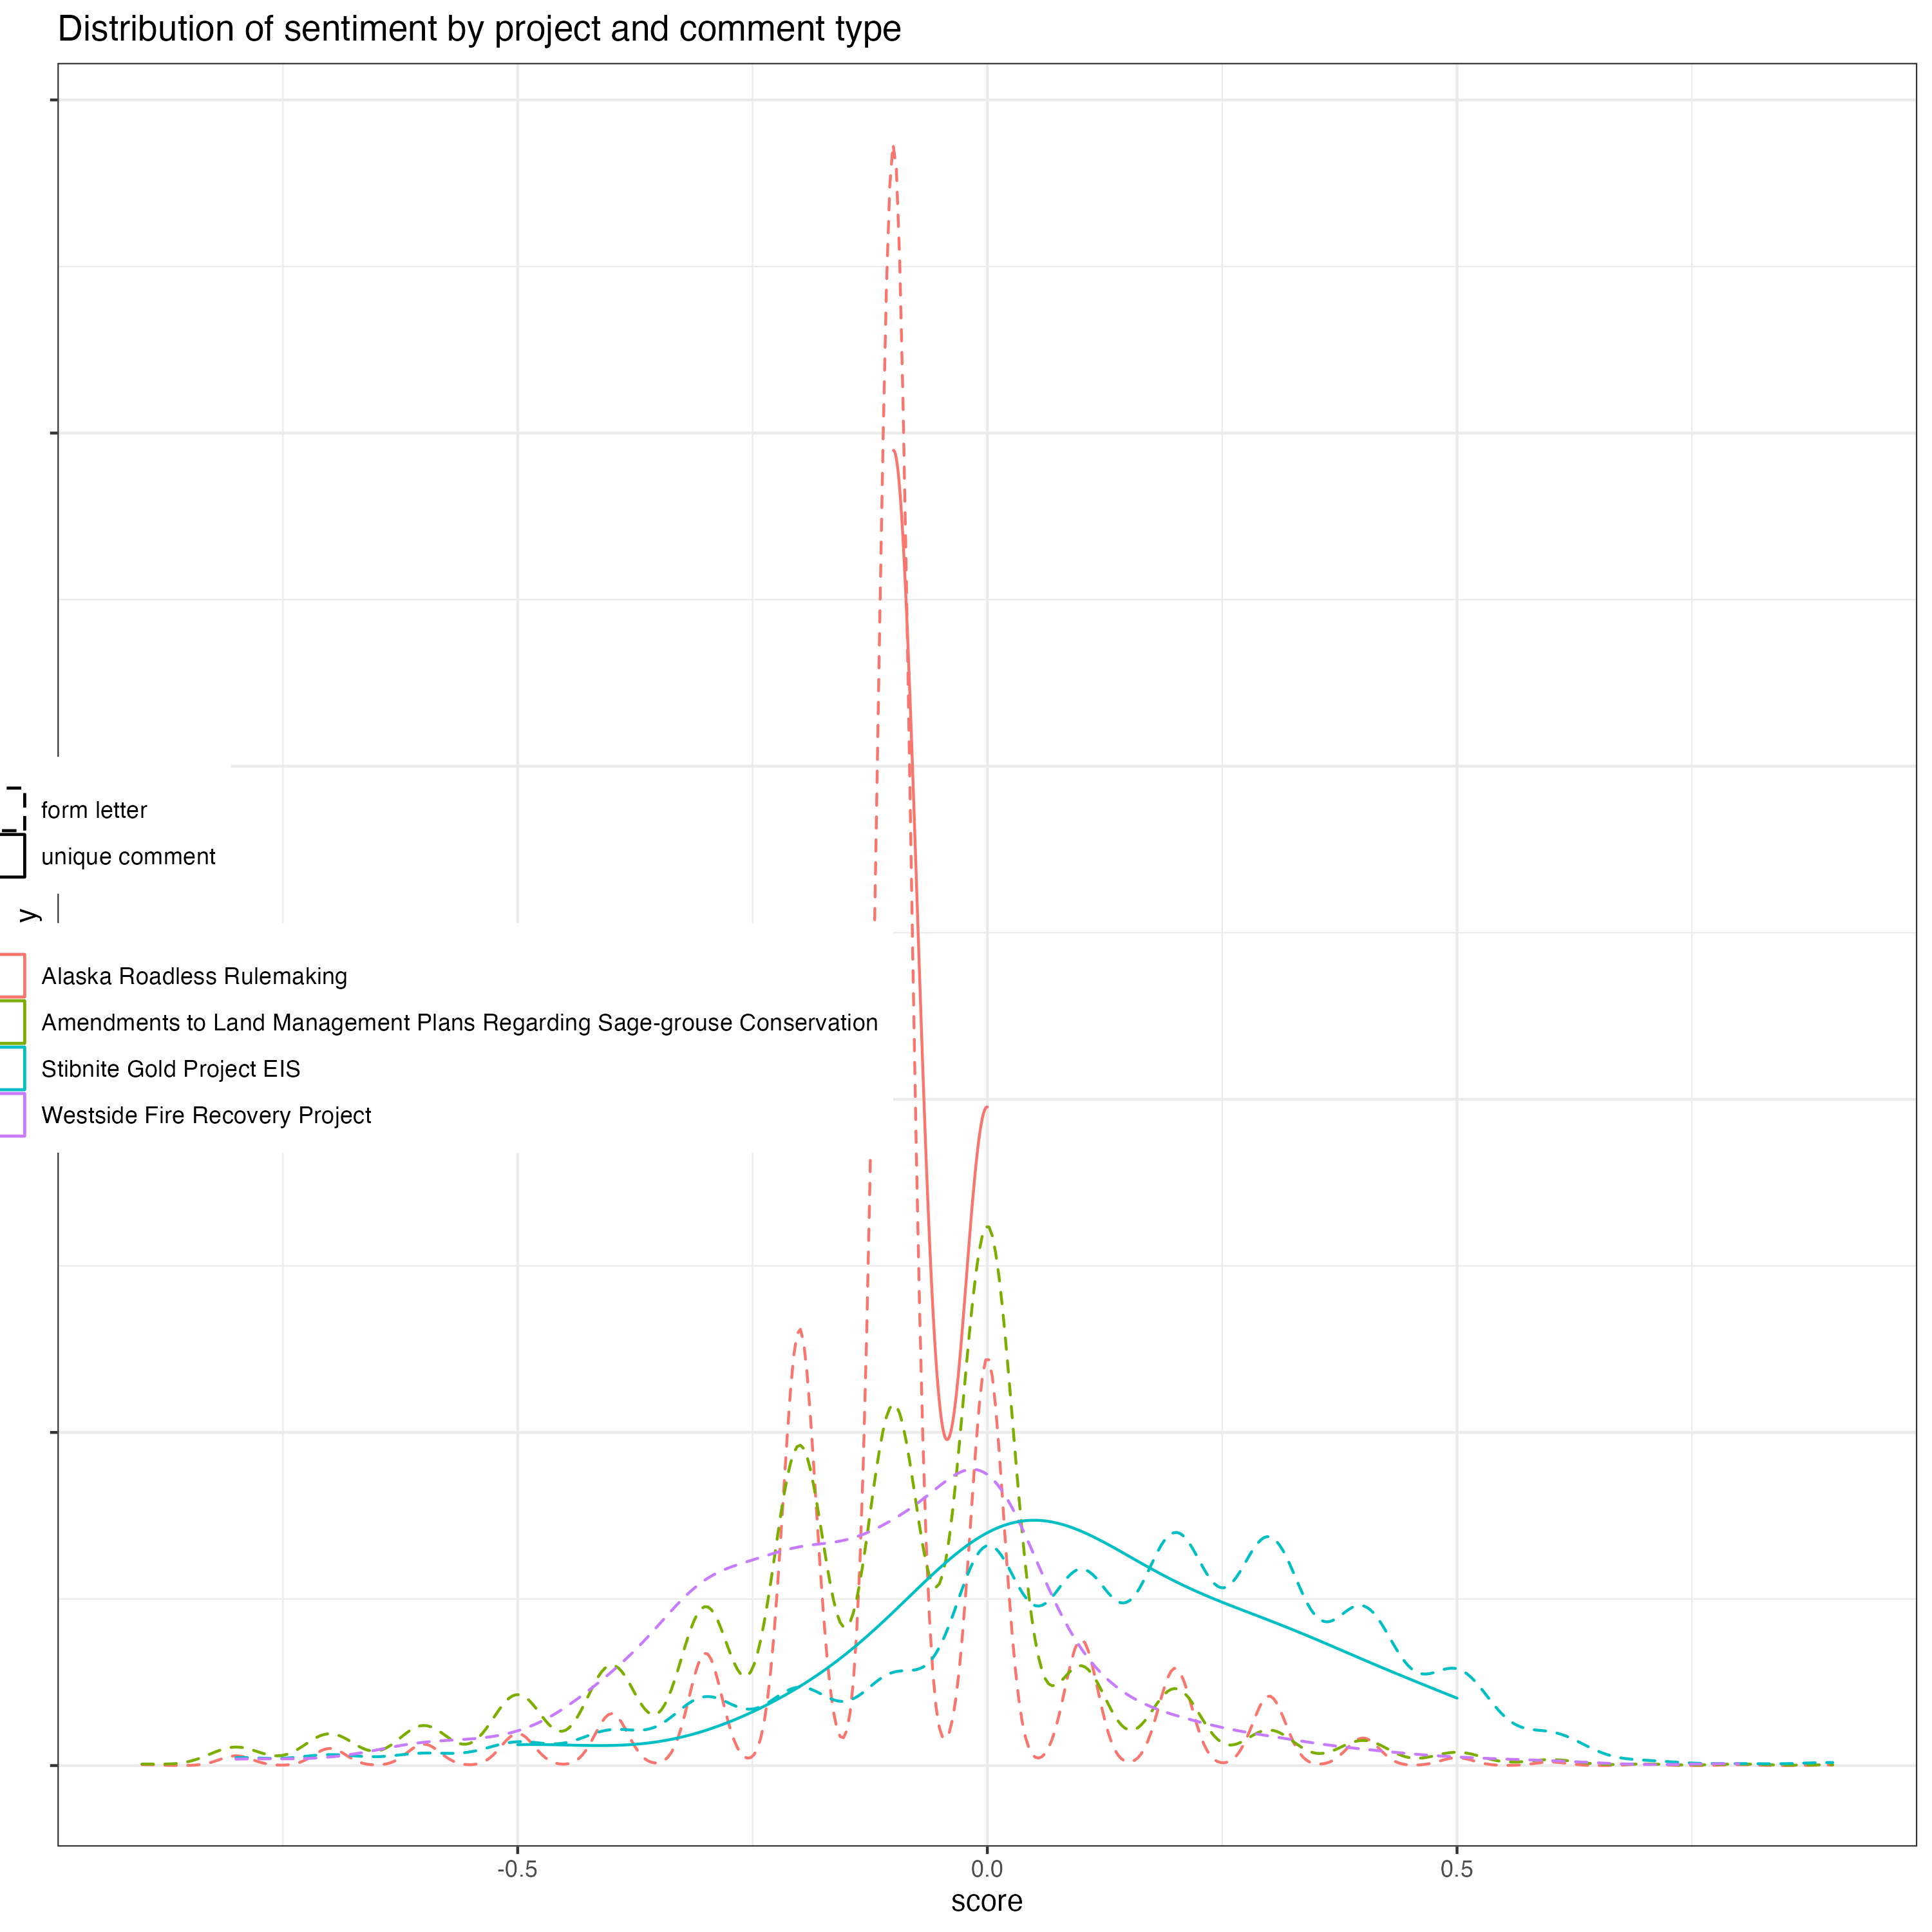 Distribution of sentiment by project and comment type
form letter
unique comment
y
Alaska Roadless Rulemaking
Amendments to Land Management Plans Regarding Sage-grouse Conservation
Stibnite Gold Project EIS
Westside Fire Recovery Project
-0.5 0.0 0.5
score